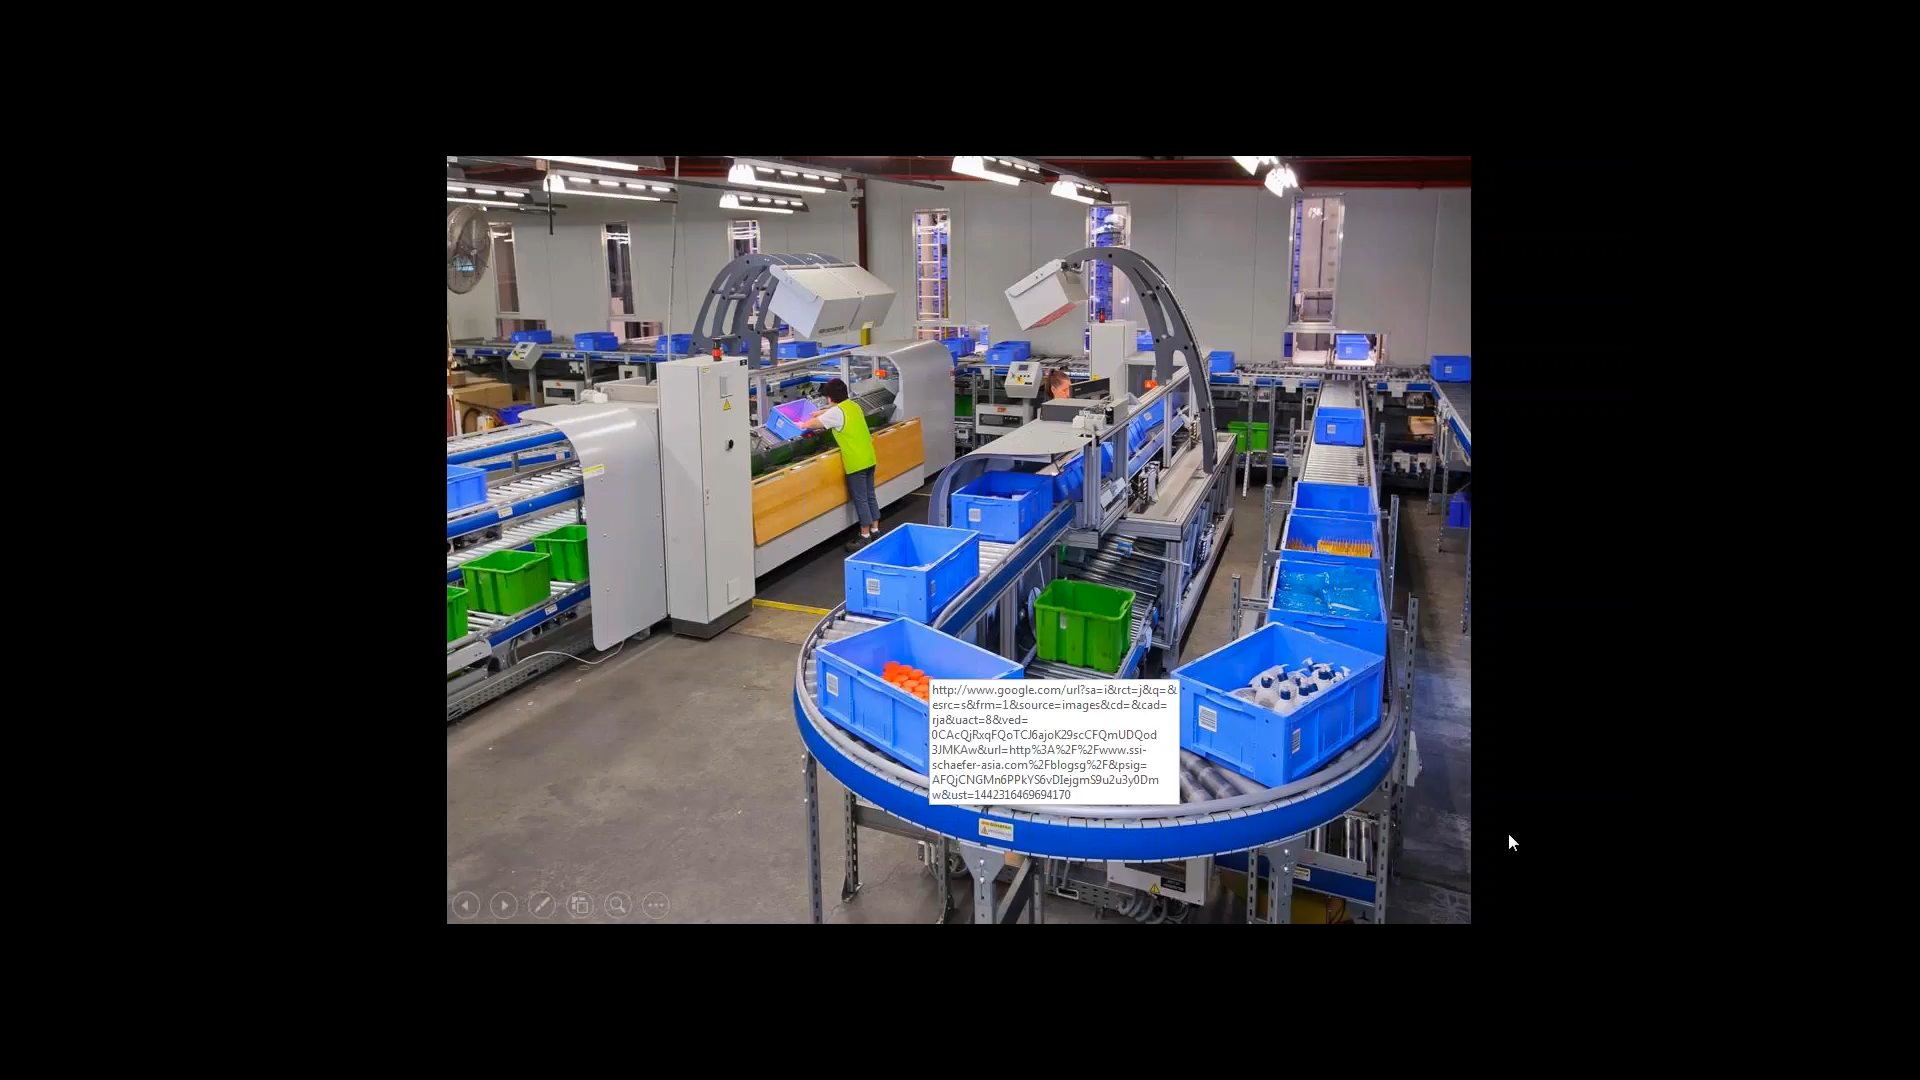 http://www.google.com/url?sa=i&rct=j&q=&
esrc=s&frm=1&source=images&cd=&cad=
rja&uact=8&ved=
0CAcQjRxqFQoTCJ6ajoK29scCFQmUDQod
3JMKAw&url=http%3A%2F%2Fwww.ssi-
schaefer-asia.com%2Fblogsg%2F&psig=
AFQjCNGMn6PPkYS6vDIejgmS9u2u3y0Dm
w&ust=1442316469694170